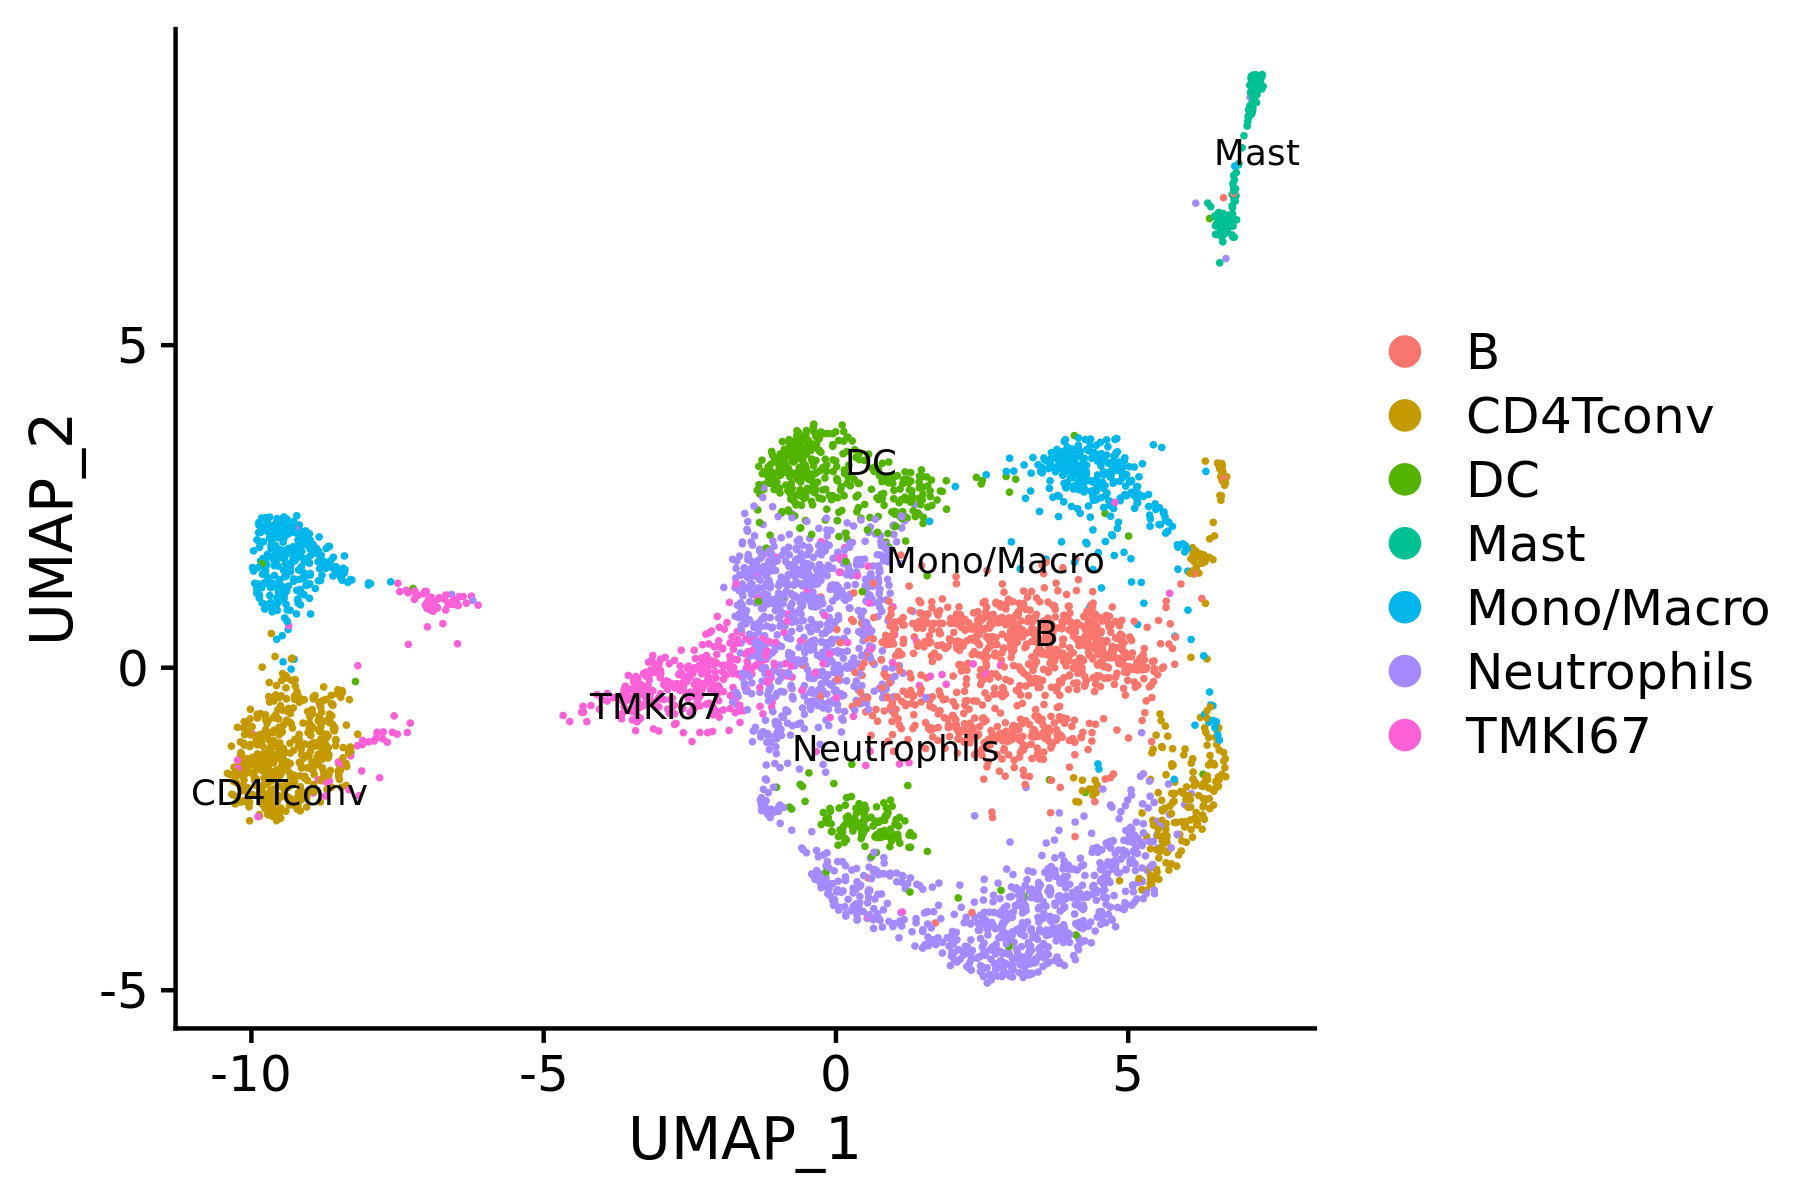 Mast
5
DC
Mono/Macro
B
0
TMKI67
Neutrophils
CD4Tconv
-5
-10
-5
0
5
UMAP_1
UMAP_2
B
CD4Tconv
DC
Mast
Mono/Macro
Neutrophils
TMKI67